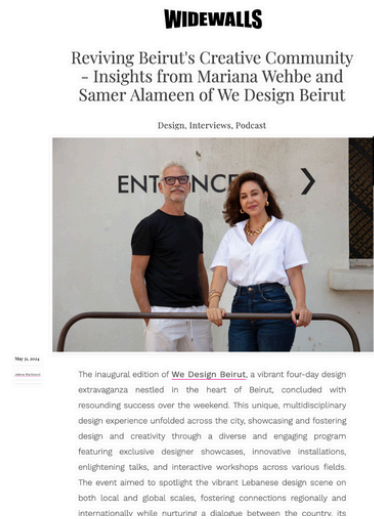 WIDEWALLS
Reviving Beirut's Creative Community
- Insights from Mariana Wehbe and
Samer Alameen of We Design Beirut
Design, Interviews, Podcast
ENT NCE
May 31, 2024
The inaugural edition of We Design Beirut, a vibrant four-day design
extravaganza nestled in the heart of Beirut, concluded with
resounding success over the weekend. This unique, multidisciplinary
design experience unfolded across the city, showcasing and fostering
design and creativity through a diverse and engaging program
featuring exclusive designer showcases, innovative installations,
enlightening talks, and interactive workshops across various fields.
The event aimed to spotlight the vibrant Lebanese design scene on
both local and global scales, fostering connections regionally and
internationally while nurturing a dialogue between the country, its